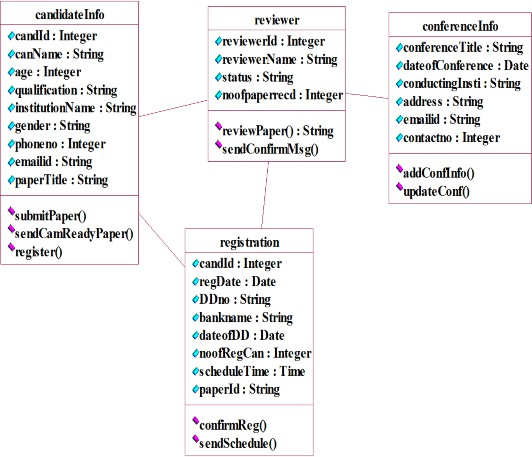 candidateInfo
candId : Integer
canName : String
age : Integer
qualification : String
institutionName : String
gender : String
phoneno : Integer
emailid : String
paperTitle : String
submitPaper()
sendCamReadyPaper()
register()
reviewer
reviewerId : Integer
reviewerName : String
status : String
noofpaperrecd : Integer
reviewPaper() : String
sendConfirmMsg()
conferenceInfo
conferenceTitle : String
dateofConference : Date
conductingInsti : String
address : String
emailid : String
contactno : Integer
addConfInfo()
updateConf()
registration
candId : Integer
regDate : Date
DDno : String
bankname : String
dateofDD : Date
noofRegCan : Integer
scheduleTime : Time
paperId : String
confirmReg()
sendSchedule()